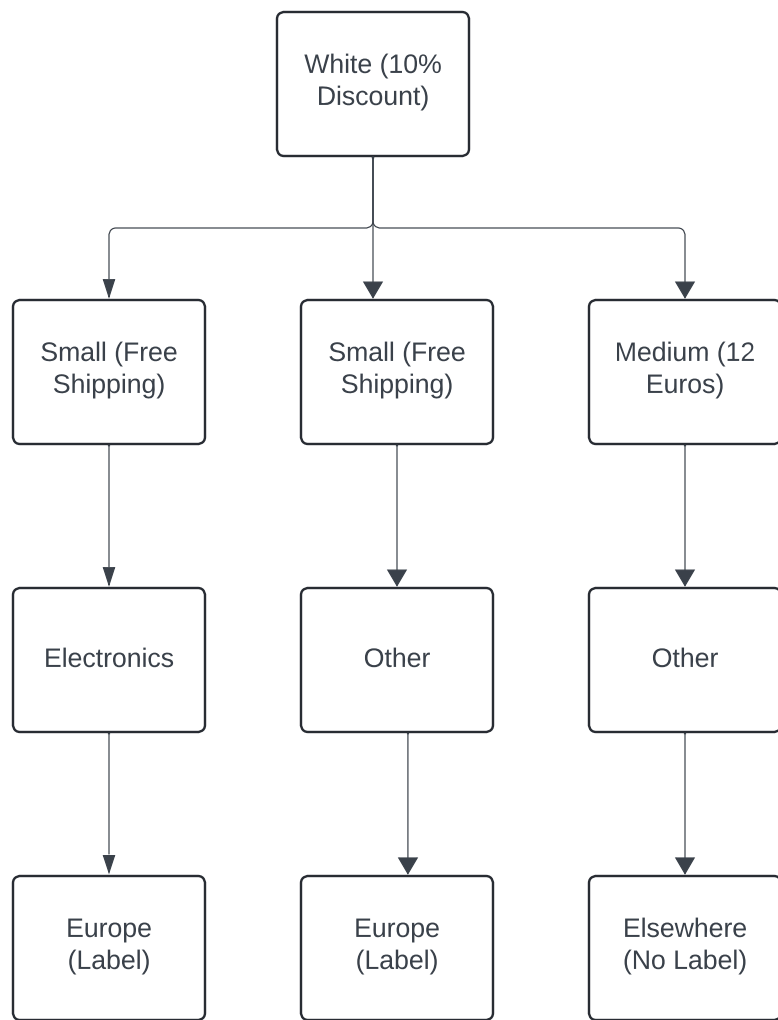 White (10%
Discount)
Small (Free
Shipping)
Small (Free
Shipping)
Medium (12
Euros)
Electronics
Other
Other
Europe
(Label)
Europe
(Label)
Elsewhere
(No Label)